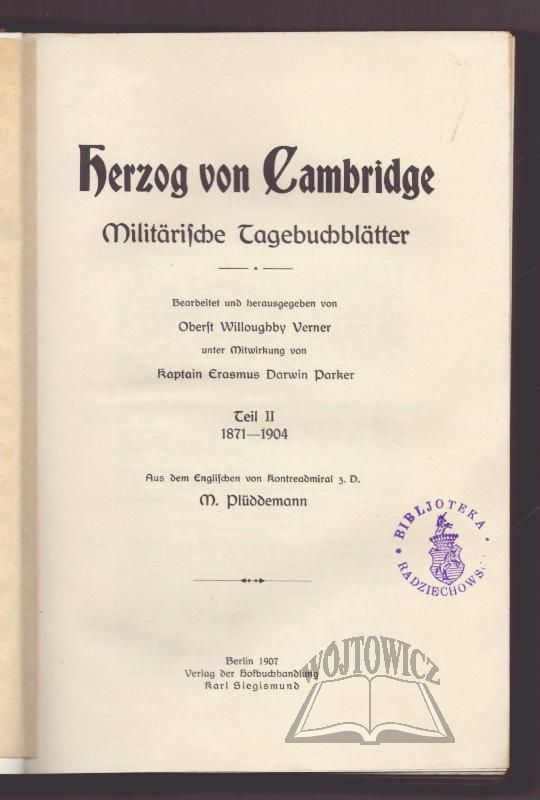 Herzog von Cambridge
Militärische Tagebuchblätter
Bearbeitet und herausgegeben von
Oberst Willoughby Verner
unter Mitwirkung von
Kaptain Erasmus Darwin Parker
Teil II
1871—1904
Aus dem Englischen von Kontreadmiral z. D.
M. Plüddemann
BIBLJOTEKA
RADZIECHOWS
Berlin 1907
Verlag der Hofbuchhandlung
Karl Siegismund
WÓJTOWICZ